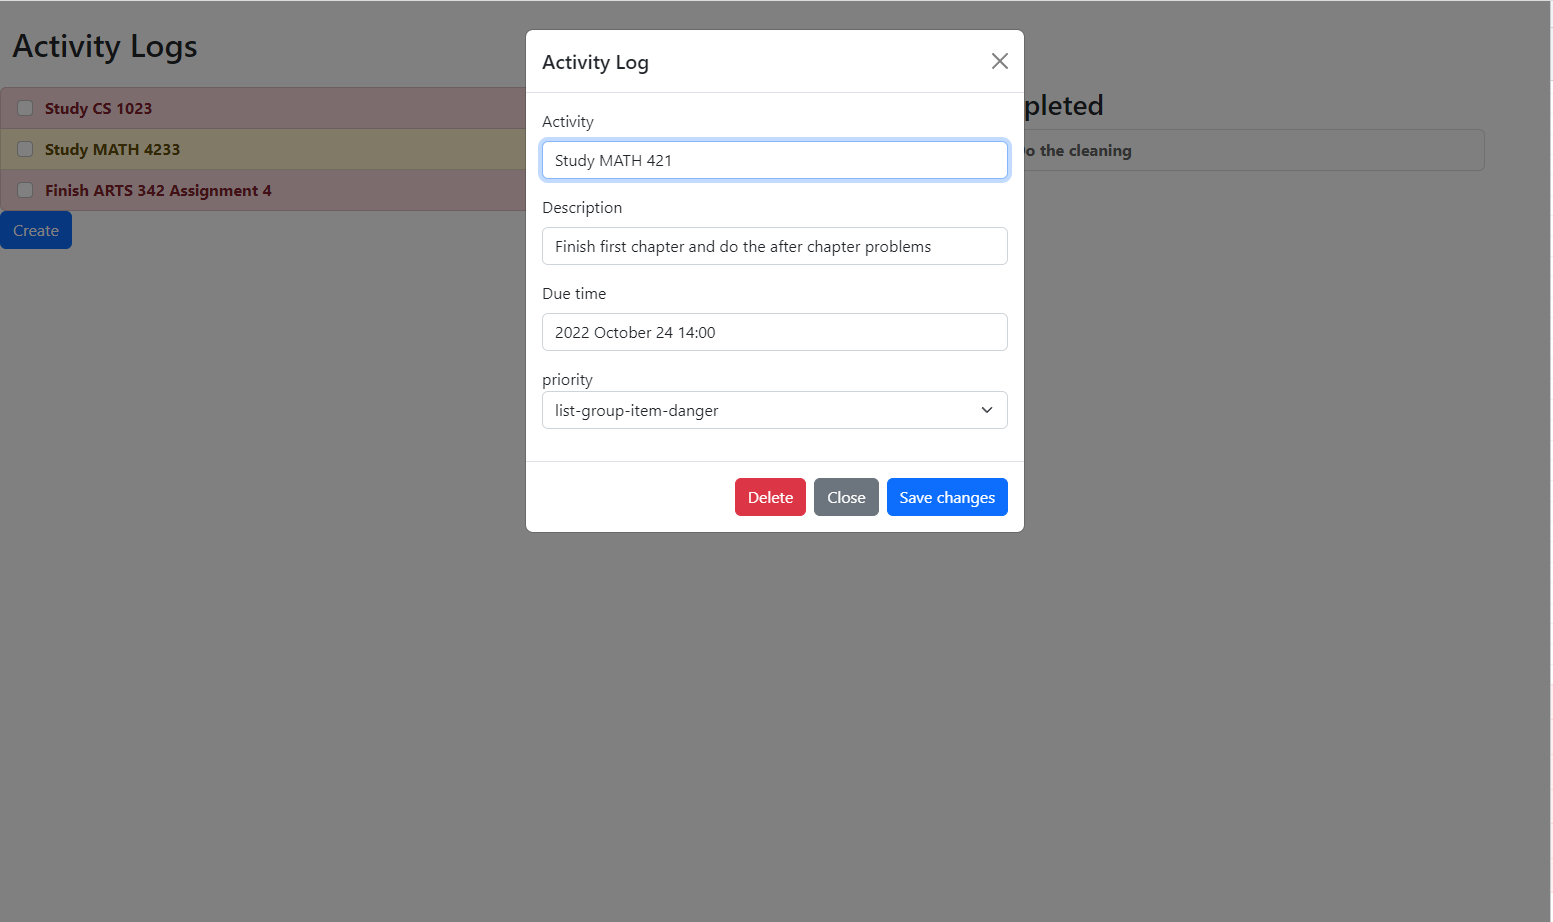 Activity Logs
Study CS 1023
Study MATH 4233
Finish ARTS 342 Assignment 4
Create
pleted
o the cleaning
Activity Log
Activity
Study MATH 421
Description
Finish first chapter and do the after chapter problems
Due time
2022 October 24 14:00
priority
list-group-item-danger
Delete Close Save changes